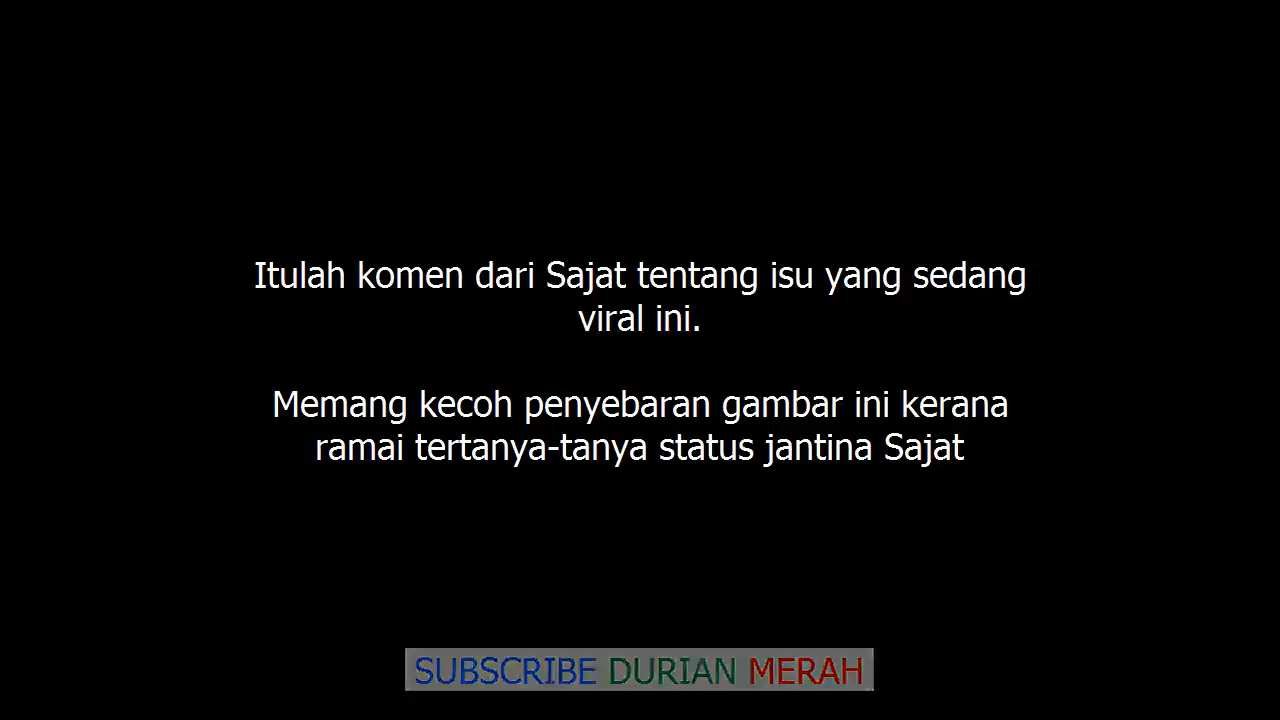 Itulah komen dari Sajat tentang isu yang sedang
viral ini.
Memang kecoh penyebaran gambar ini kerana
ramai tertanya-tanya status jantina Sajat
SUBSCRIBE DURIAN MERAH